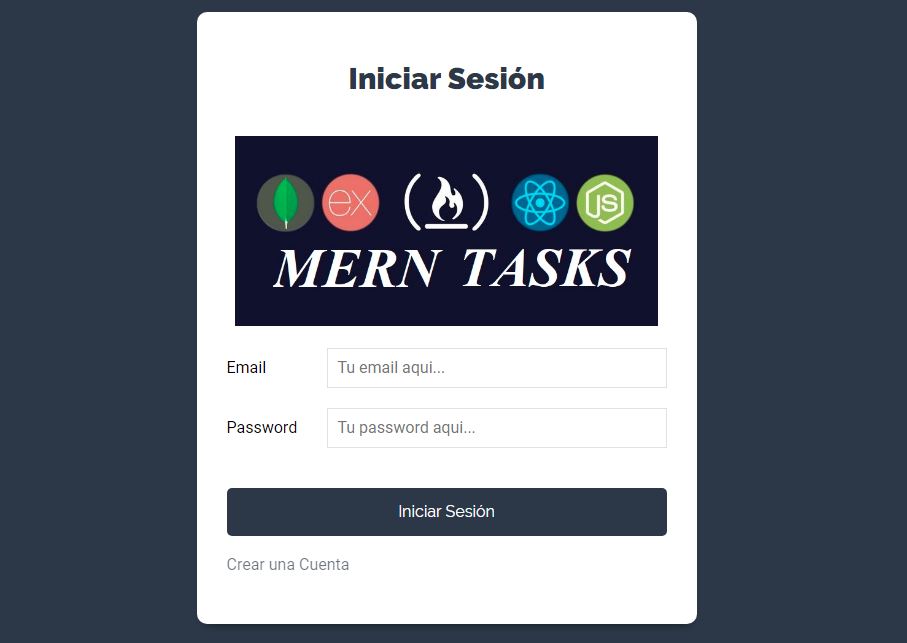 Iniciar Sesión
ex
JS
MERN TASKS
Email
Tu email aqui...
Password
Tu password aqui...
Iniciar Sesión
Crear una Cuenta